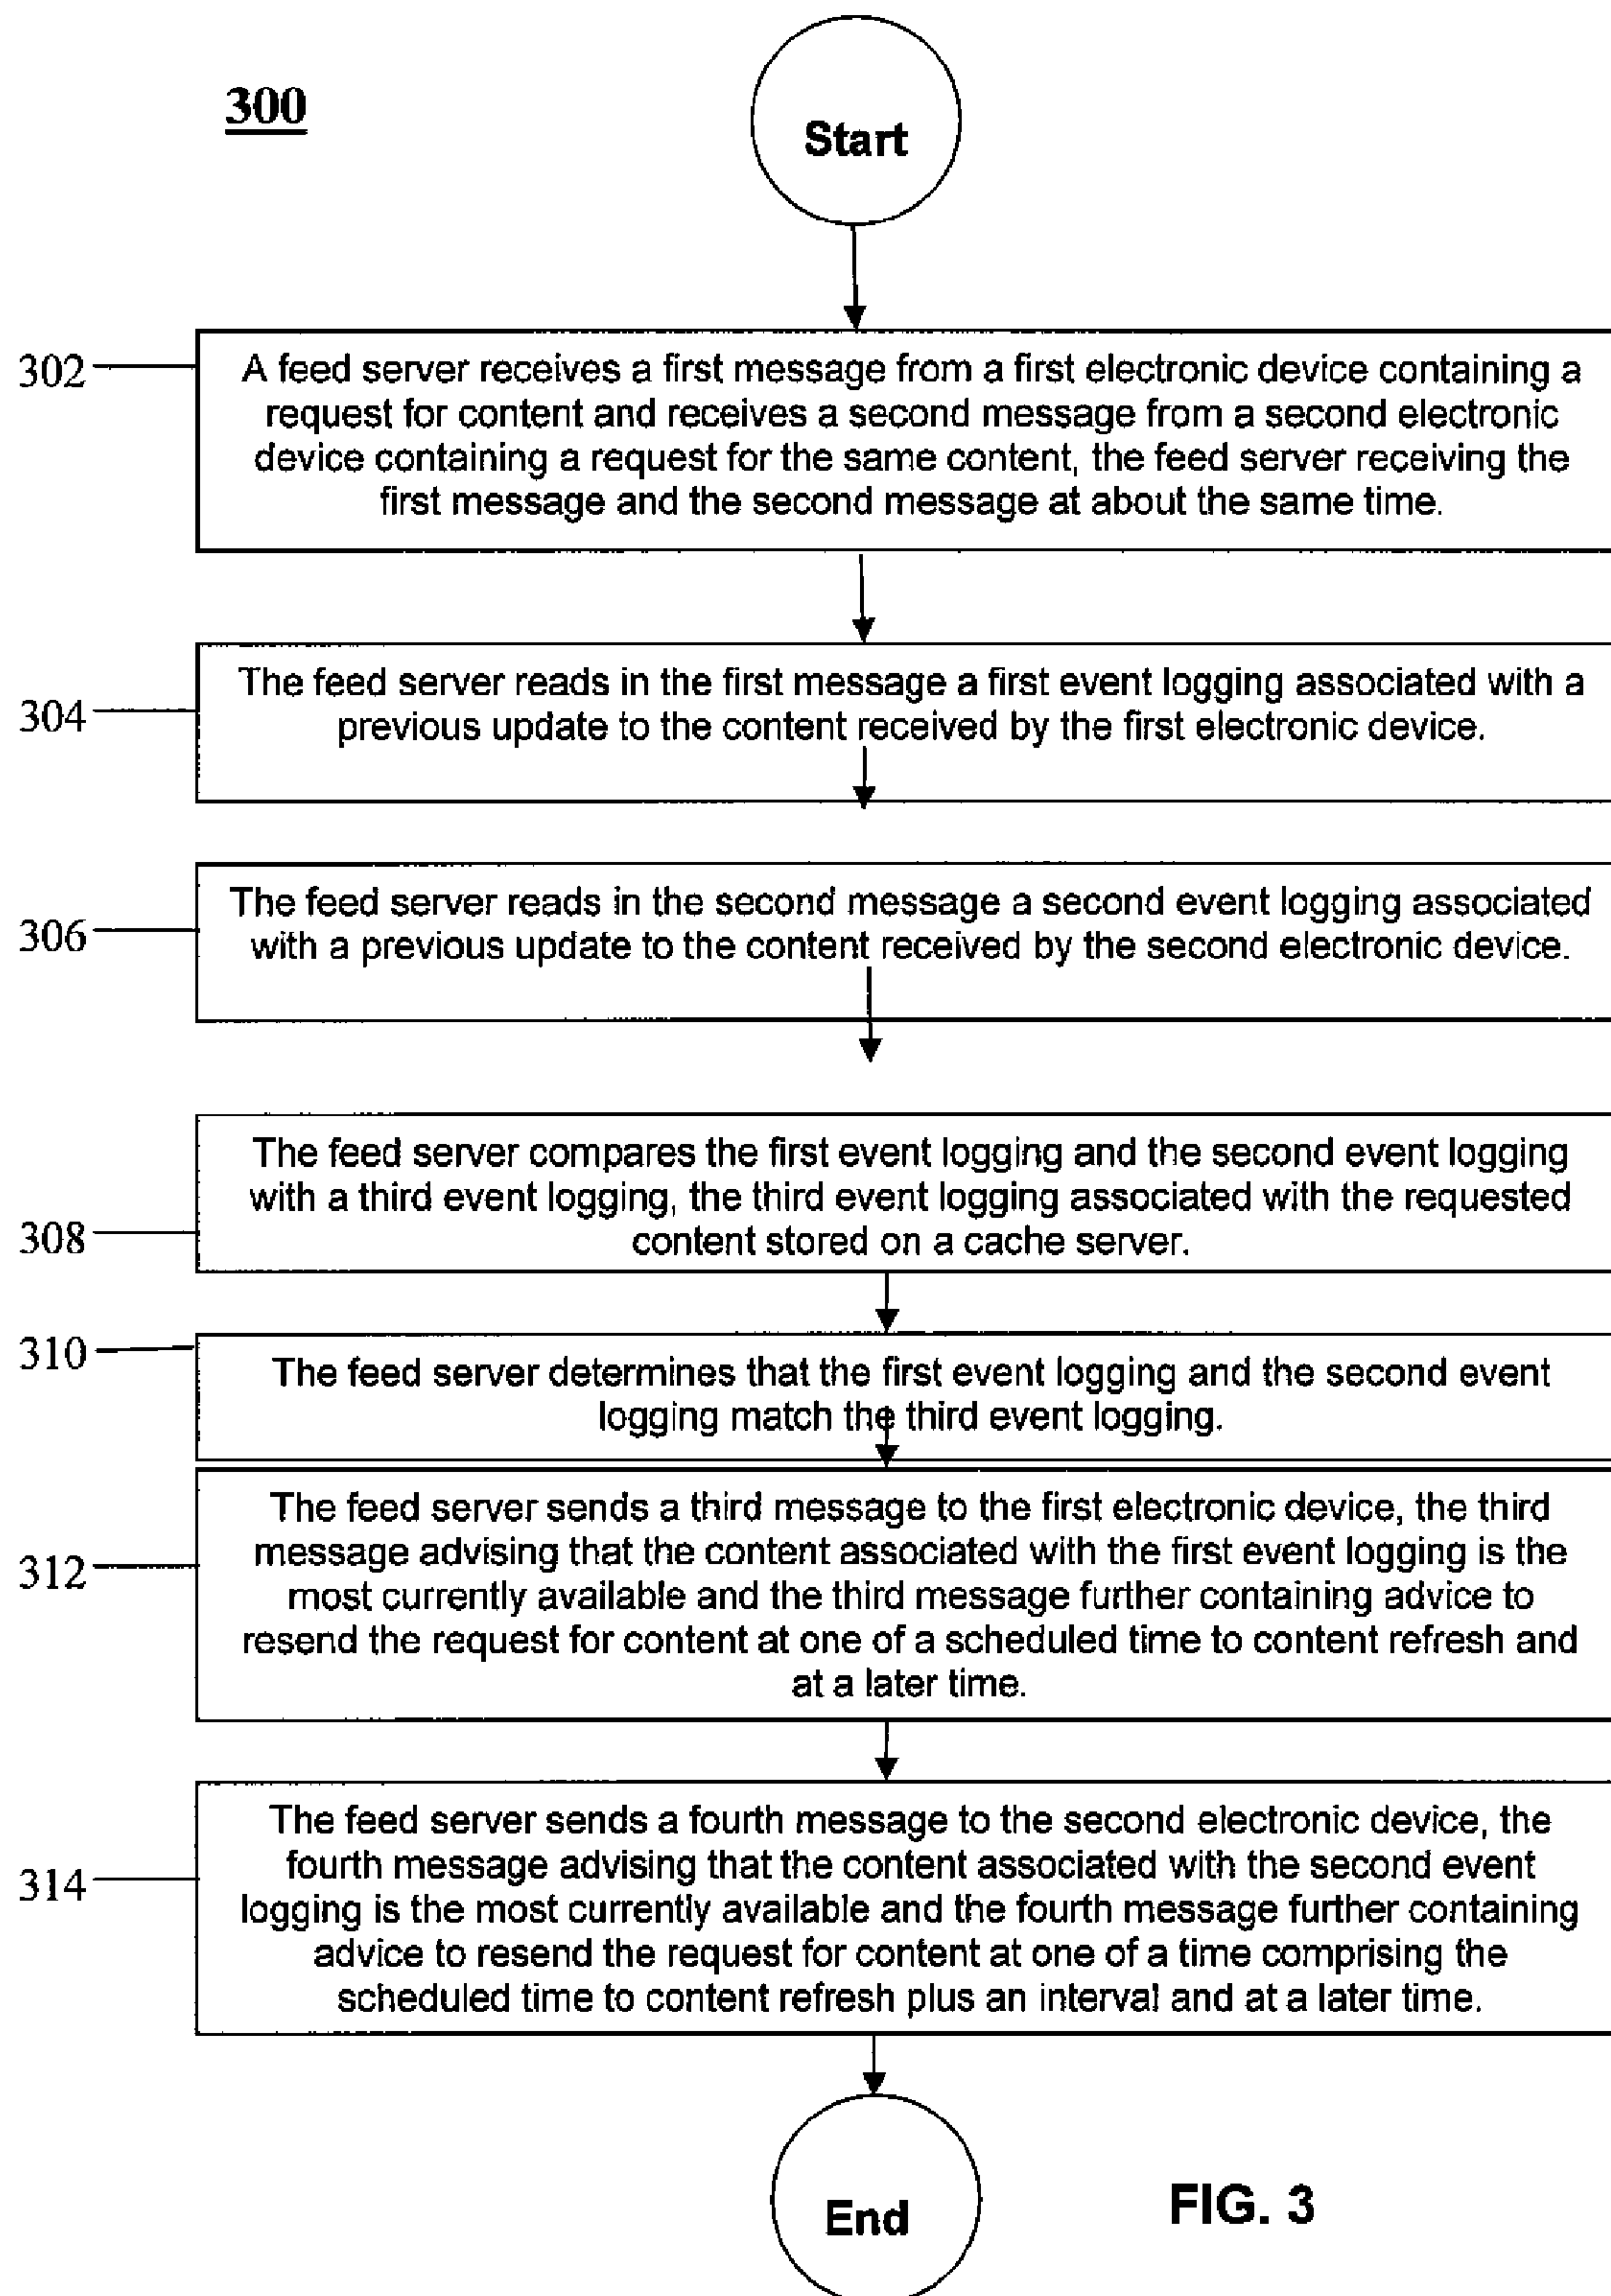 300
Start
302
A feed server receives a first message from a first electronic device containing a
request for content and receives a second message from a second electronic
device containing a request for the same content, the feed server receiving the
first message and the second message at about the same time.
304
The feed server reads in the first message a first event logging associated with a
previous update to the content received by the first electronic device.
306
The feed server reads in the second message a second event logging associated
with a previous update to the content received by the second electronic device.
308
The feed server compares the first event logging and the second event logging
with a third event logging, the third event logging associated with the requested
content stored on a cache server.
310
The feed server determines that the first event logging and the second event
logging match the third event logging.
312
The feed server sends a third message to the first electronic device, the third
message advising that the content associated with the first event logging is the
most currently available and the third message further containing advice to
resend the request for content at one of a scheduled time to content refresh and
at a later time.
314
The feed server sends a fourth message to the second electronic device, the
fourth message advising that the content associated with the second event
logging is the most currently available and the fourth message further containing
advice to resend the request for content at one of a time comprising the
scheduled time to content refresh plus an interval and at a later time.
End
FIG. 3